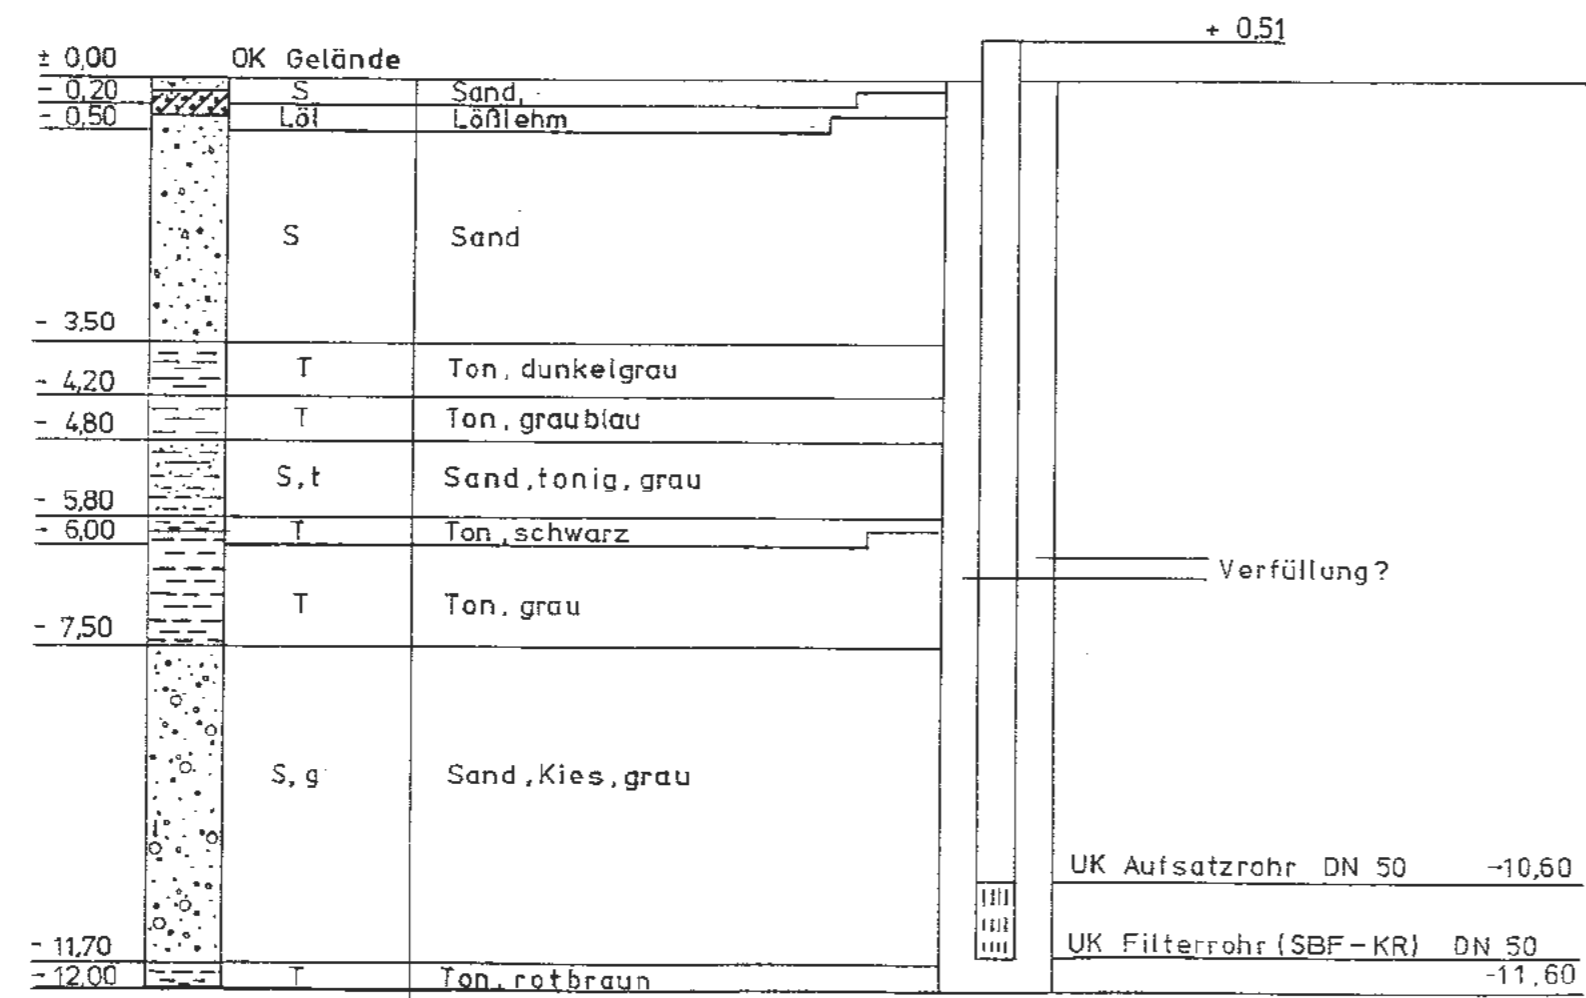 + 0,51
± 0,00 OK Gelände
- 0,20 S Sand,
- 0,50 Löl Lößlehm
S Sand
- 3,50
T Ton, dunkelgrau
- 4,20
- 4,80 T Ton, graublau
S,t Sand,tonig,grau
- 5,80
- 6,00 T Ton,schwarz
Verfüllung?
T Ton, grau
- 7,50
S,g Sand,Kies,grau
UK Aufsatzrohr DN 50 -10,60
- 11,70 UK Filterrohr (SBF-KR) DN 50
- 12,00 T Ton, rotbraun -11,60